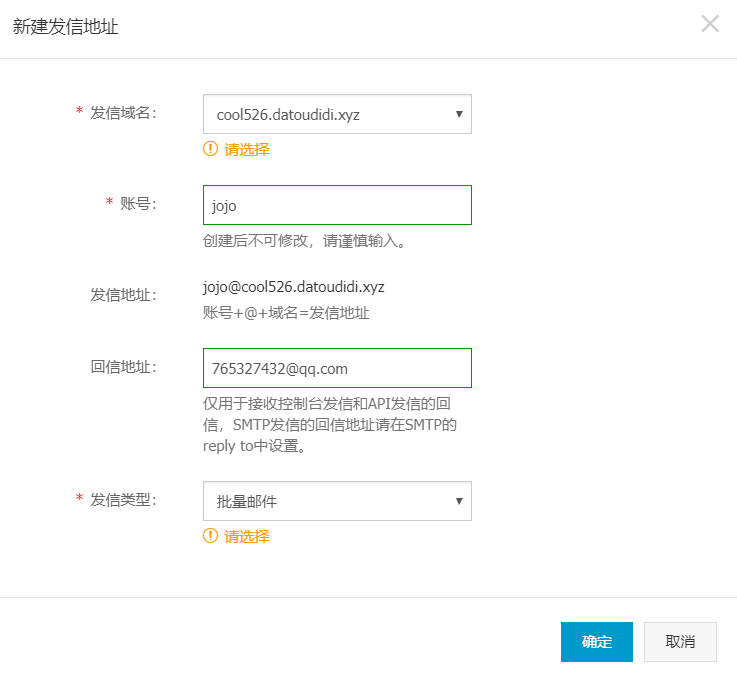 新建发信地址
* 发信域名：
cool526.datoudidi.xyz
请选择
* 账号：
jojo
创建后不可修改，请谨慎输入。
发信地址：
jojo@cool526.datoudidi.xyz
账号+@+域名=发信地址
回信地址：
765327432@qq.com
仅用于接收控制台发信和API发信的回
信，SMTP发信的回信地址请在SMTP的
reply to中设置。
* 发信类型：
批量邮件
请选择
确定
取消